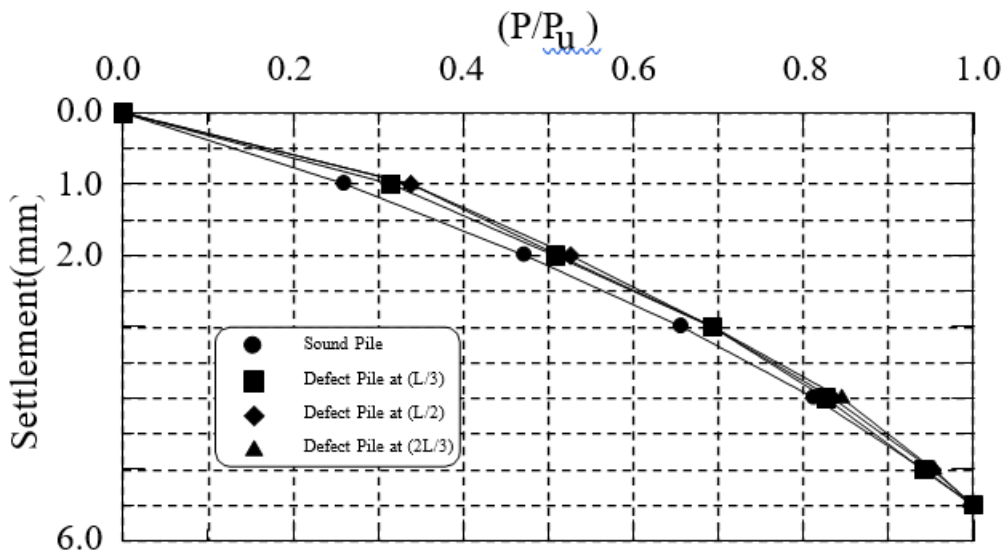 (P/Pu )
0.0 0.2 0.4 0.6 0.8 1.0
0.0
1.0
2.0
6.0
Settlement(mm)
Sound Pile
Defect Pile at (L/3)
Defect Pile at (L/2)
Defect Pile at (2L/3)